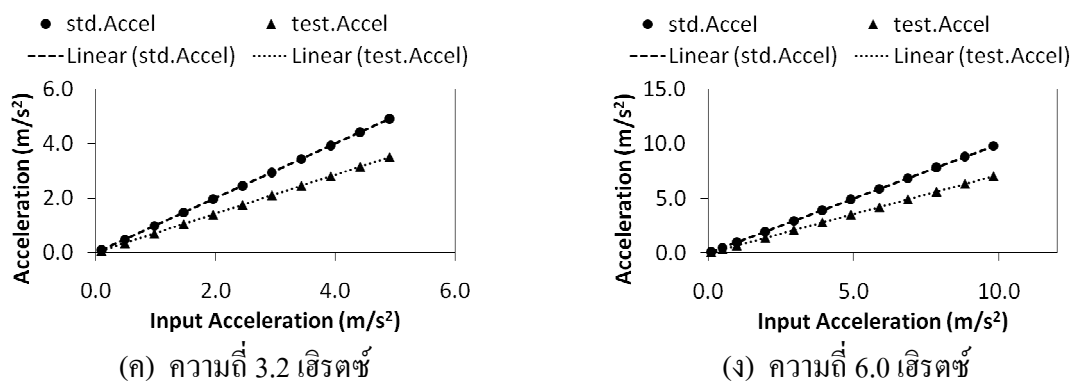 std.Accel test.Accel
Linear (std.Accel) Linear (test.Accel)
6.0
4.0
2.0
0.0
Acceleration (m/s²)
0.0 2.0 4.0 6.0
Input Acceleration (m/s²)
(ค) ความถี่ 3.2 เฮิรตซ์
std.Accel test.Accel
Linear (std.Accel) Linear (test.Accel)
15.0
10.0
5.0
0.0
Acceleration (m/s²)
0.0 5.0 10.0
Input Acceleration (m/s²)
(ง) ความถี่ 6.0 เฮิรตซ์